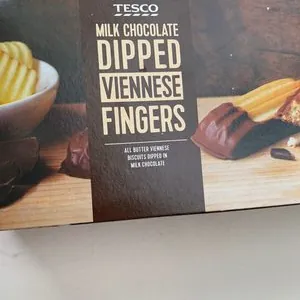 TESCO
MILK CHOCOLATE
DIPPED
VIENNESE
FINGERS
ALL BUTTER VIENNESE
BISCUITS DIPPED IN
MILK CHOCOLATE